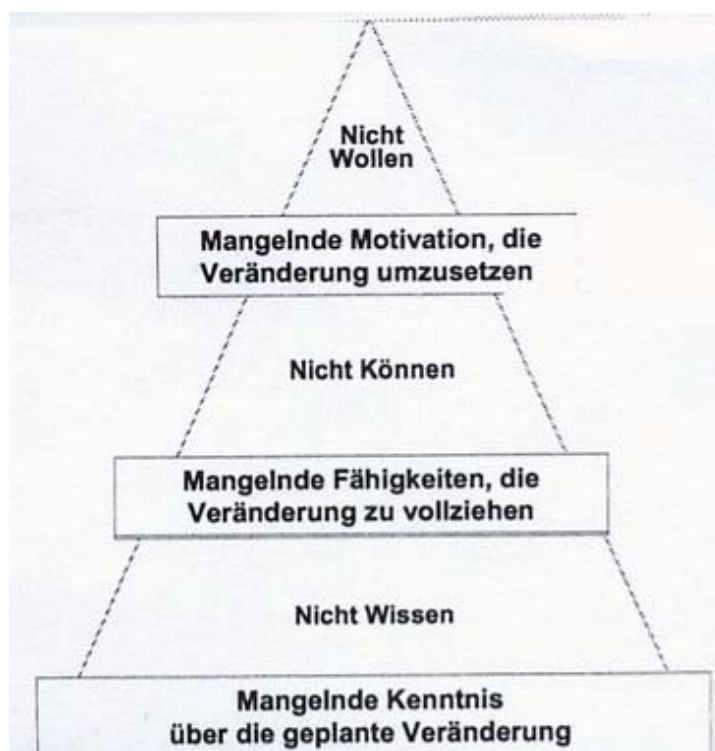 Nicht
Wollen
Mangelnde Motivation, die
Veränderung umzusetzen
Nicht Können
Mangelnde Fähigkeiten, die
Veränderung zu vollziehen
Nicht Wissen
Mangelnde Kenntnis
über die geplante Veränderung